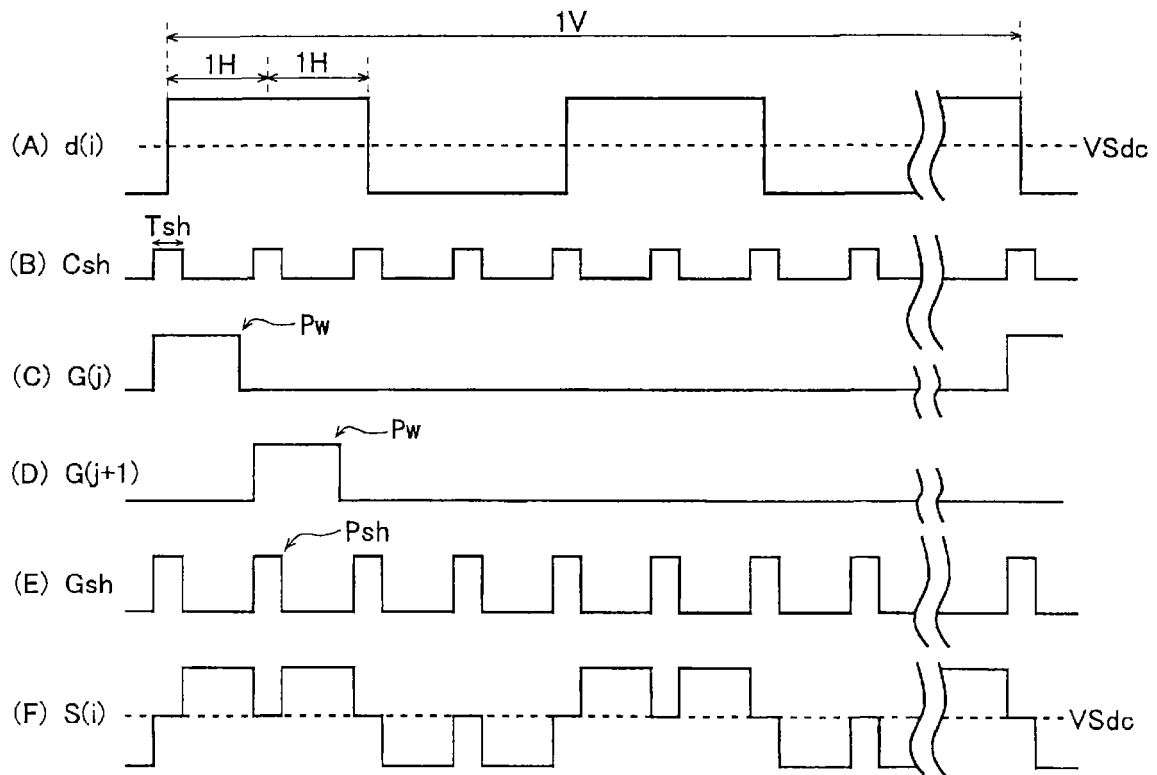 1V
1H 1H
(A) d(i) VSdc
Tsh
(B) Csh
Pw
(C) G(j)
Pw
(D) G(j+1)
Psh
(E) Gsh
(F) S(i) VSdc